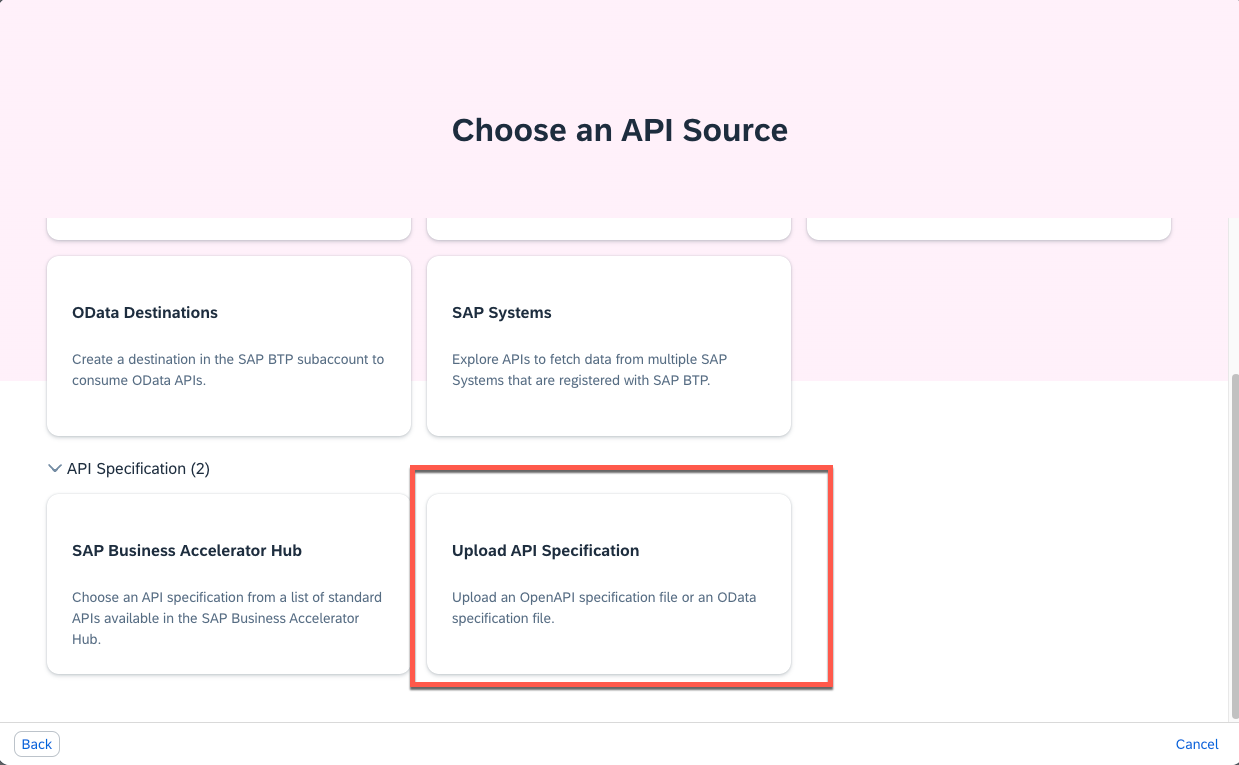 Choose an API Source
OData Destinations
Create a destination in the SAP BTP subaccount to
consume OData APIs.
SAP Systems
Explore APIs to fetch data from multiple SAP
Systems that are registered with SAP BTP.
API Specification (2)
SAP Business Accelerator Hub
Choose an API specification from a list of standard
APIs available in the SAP Business Accelerator
Hub.
Upload API Specification
Upload an OpenAPI specification file or an OData
specification file.
Back
Cancel